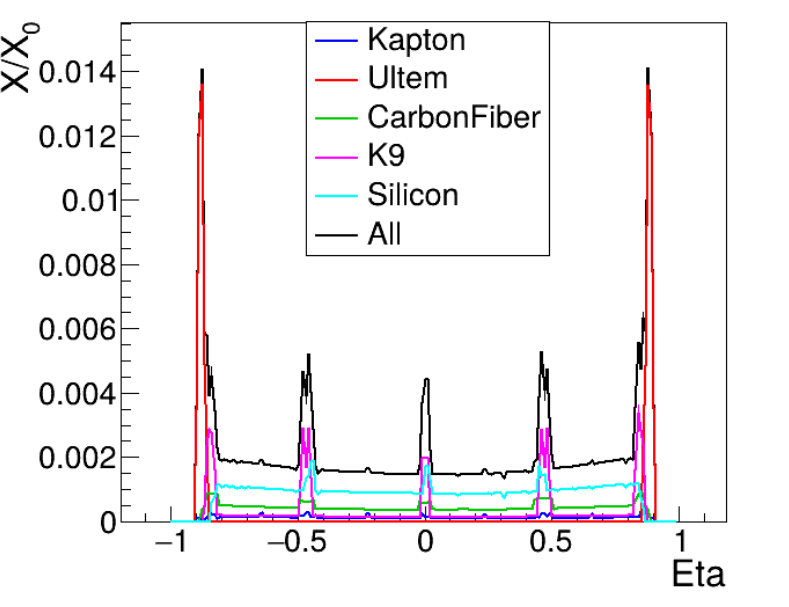 X/X0
0.014
0.012
0.01
0.008
0.006
0.004
0.002
0
Kapton
Ultem
CarbonFiber
K9
Silicon
All
−1 −0.5 0 0.5 1
Eta